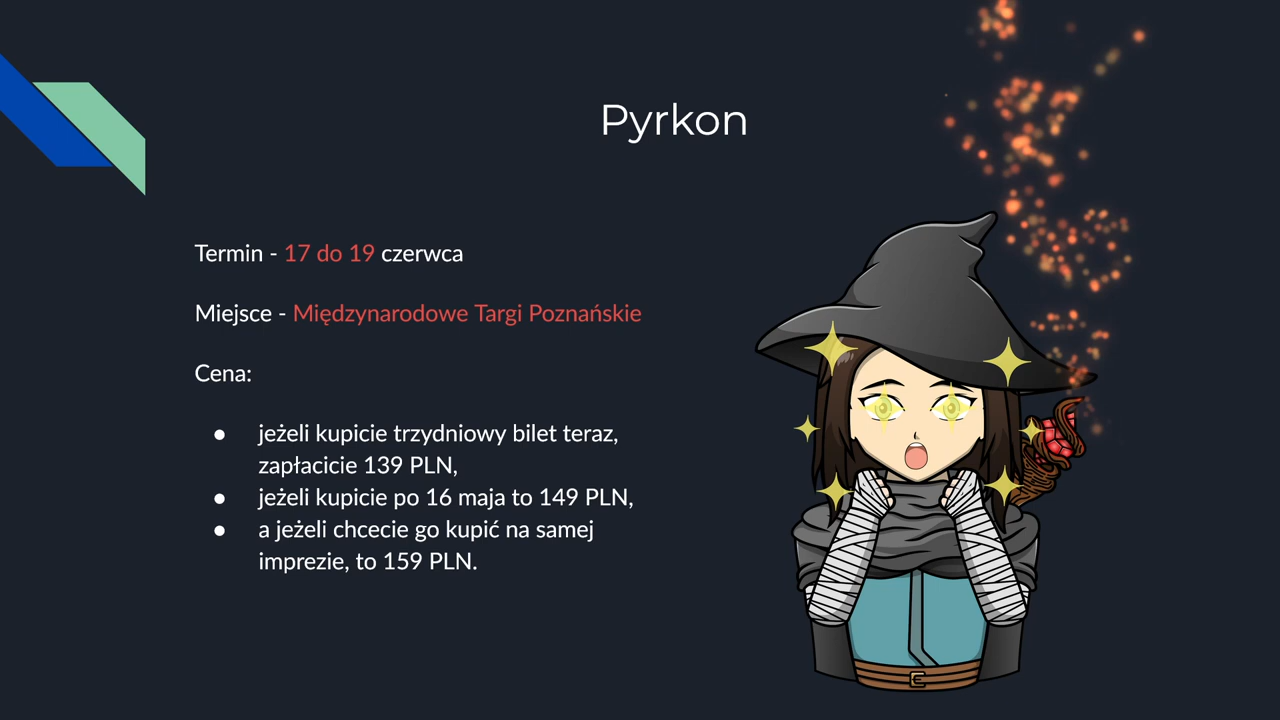 Pyrkon
Termin - 17 do 19 czerwca
Miejsce - Międzynarodowe Targi Poznańskie
Cena:
● jeżeli kupicie trzydniowy bilet teraz,
zapłacicie 139 PLN,
● jeżeli kupicie po 16 maja to 149 PLN,
● a jeżeli chcecie go kupić na samej
imprezie, to 159 PLN.